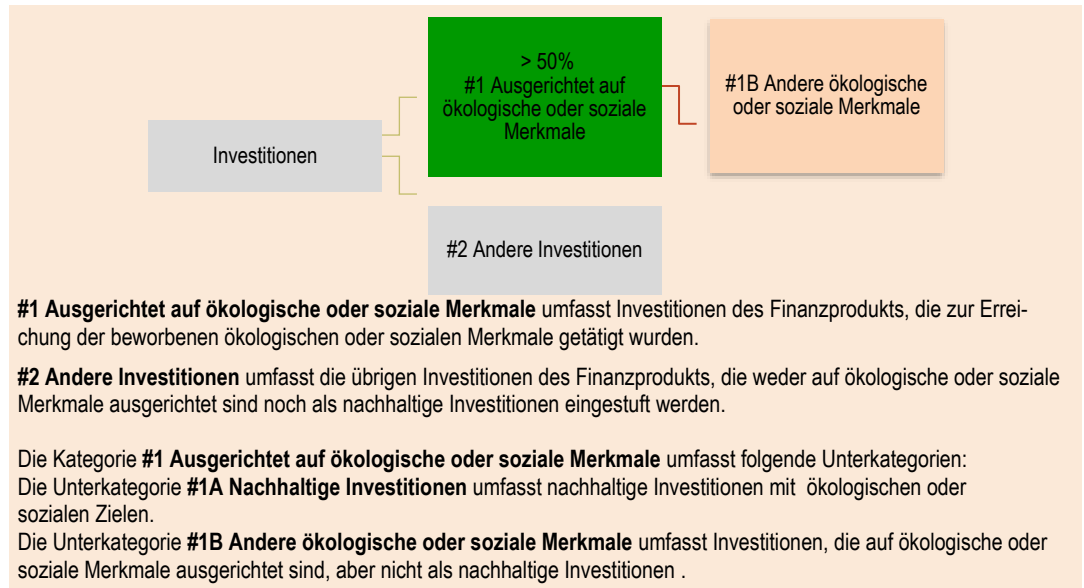 > 50%
#1 Ausgerichtet auf
ökologische oder soziale
Merkmale
#1B Andere ökologische
oder soziale Merkmale
Investitionen
#2 Andere Investitionen
#1 Ausgerichtet auf ökologische oder soziale Merkmale umfasst Investitionen des Finanzprodukts, die zur Errei-
chung der beworbenen ökologischen oder sozialen Merkmale getätigt wurden.
#2 Andere Investitionen umfasst die übrigen Investitionen des Finanzprodukts, die weder auf ökologische oder soziale
Merkmale ausgerichtet sind noch als nachhaltige Investitionen eingestuft werden.
Die Kategorie #1 Ausgerichtet auf ökologische oder soziale Merkmale umfasst folgende Unterkategorien:
Die Unterkategorie #1A Nachhaltige Investitionen umfasst nachhaltige Investitionen mit ökologischen oder
sozialen Zielen.
Die Unterkategorie #1B Andere ökologische oder soziale Merkmale umfasst Investitionen, die auf ökologische oder
soziale Merkmale ausgerichtet sind, aber nicht als nachhaltige Investitionen .